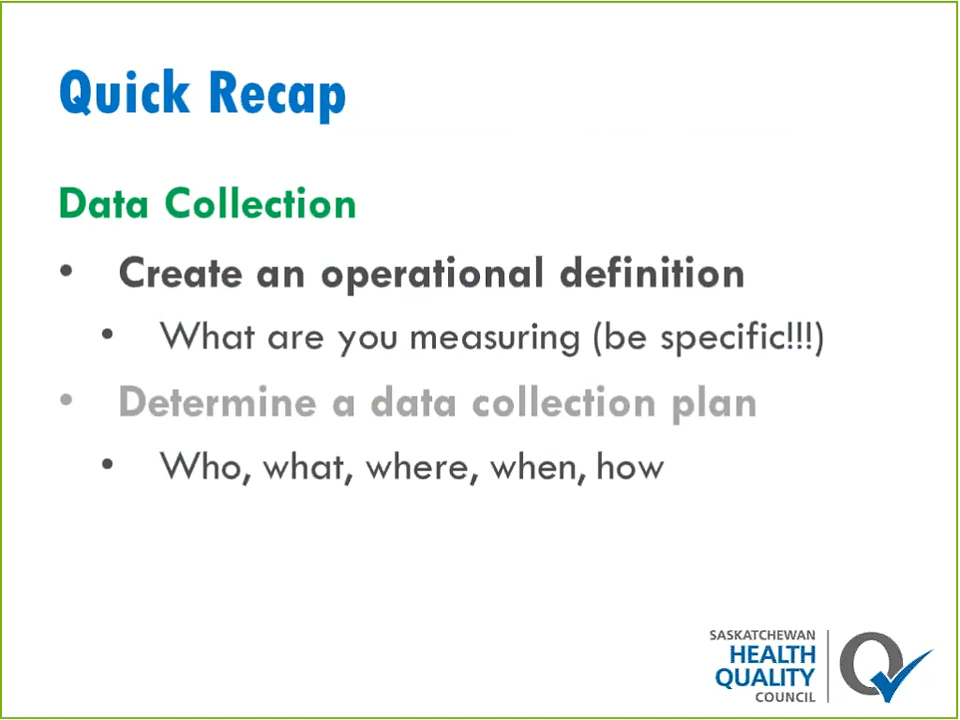 Quick Recap
Data Collection
• Create an operational definition
• What are you measuring (be specific!!!)
• Determine a data collection plan
• Who, what, where, when, how
SASKATCHEWAN
HEALTH
QUALITY
COUNCIL